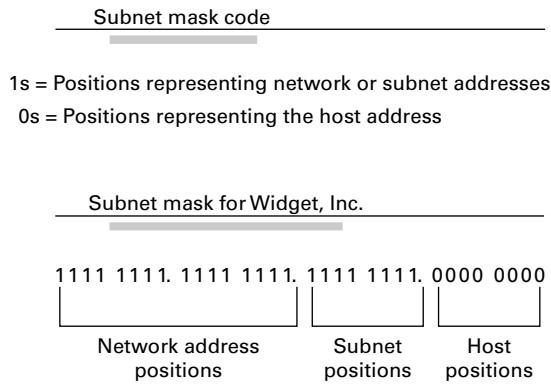 Subnet mask code
1s = Positions representing network or subnet addresses
0s = Positions representing the host address
Subnet mask for Widget, Inc.
1111 1111. 1111 1111. 1111 1111. 0000 0000
Network address positions
Subnet positions
Host positions